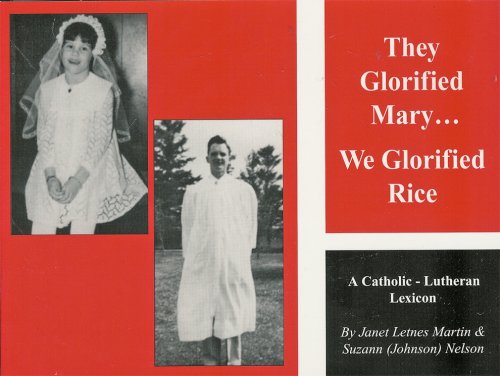 They
Glorified
Mary…
We Glorified
Rice
A Catholic - Lutheran
Lexicon
By Janet Letnes Martin &
Suzann (Johnson) Nelson